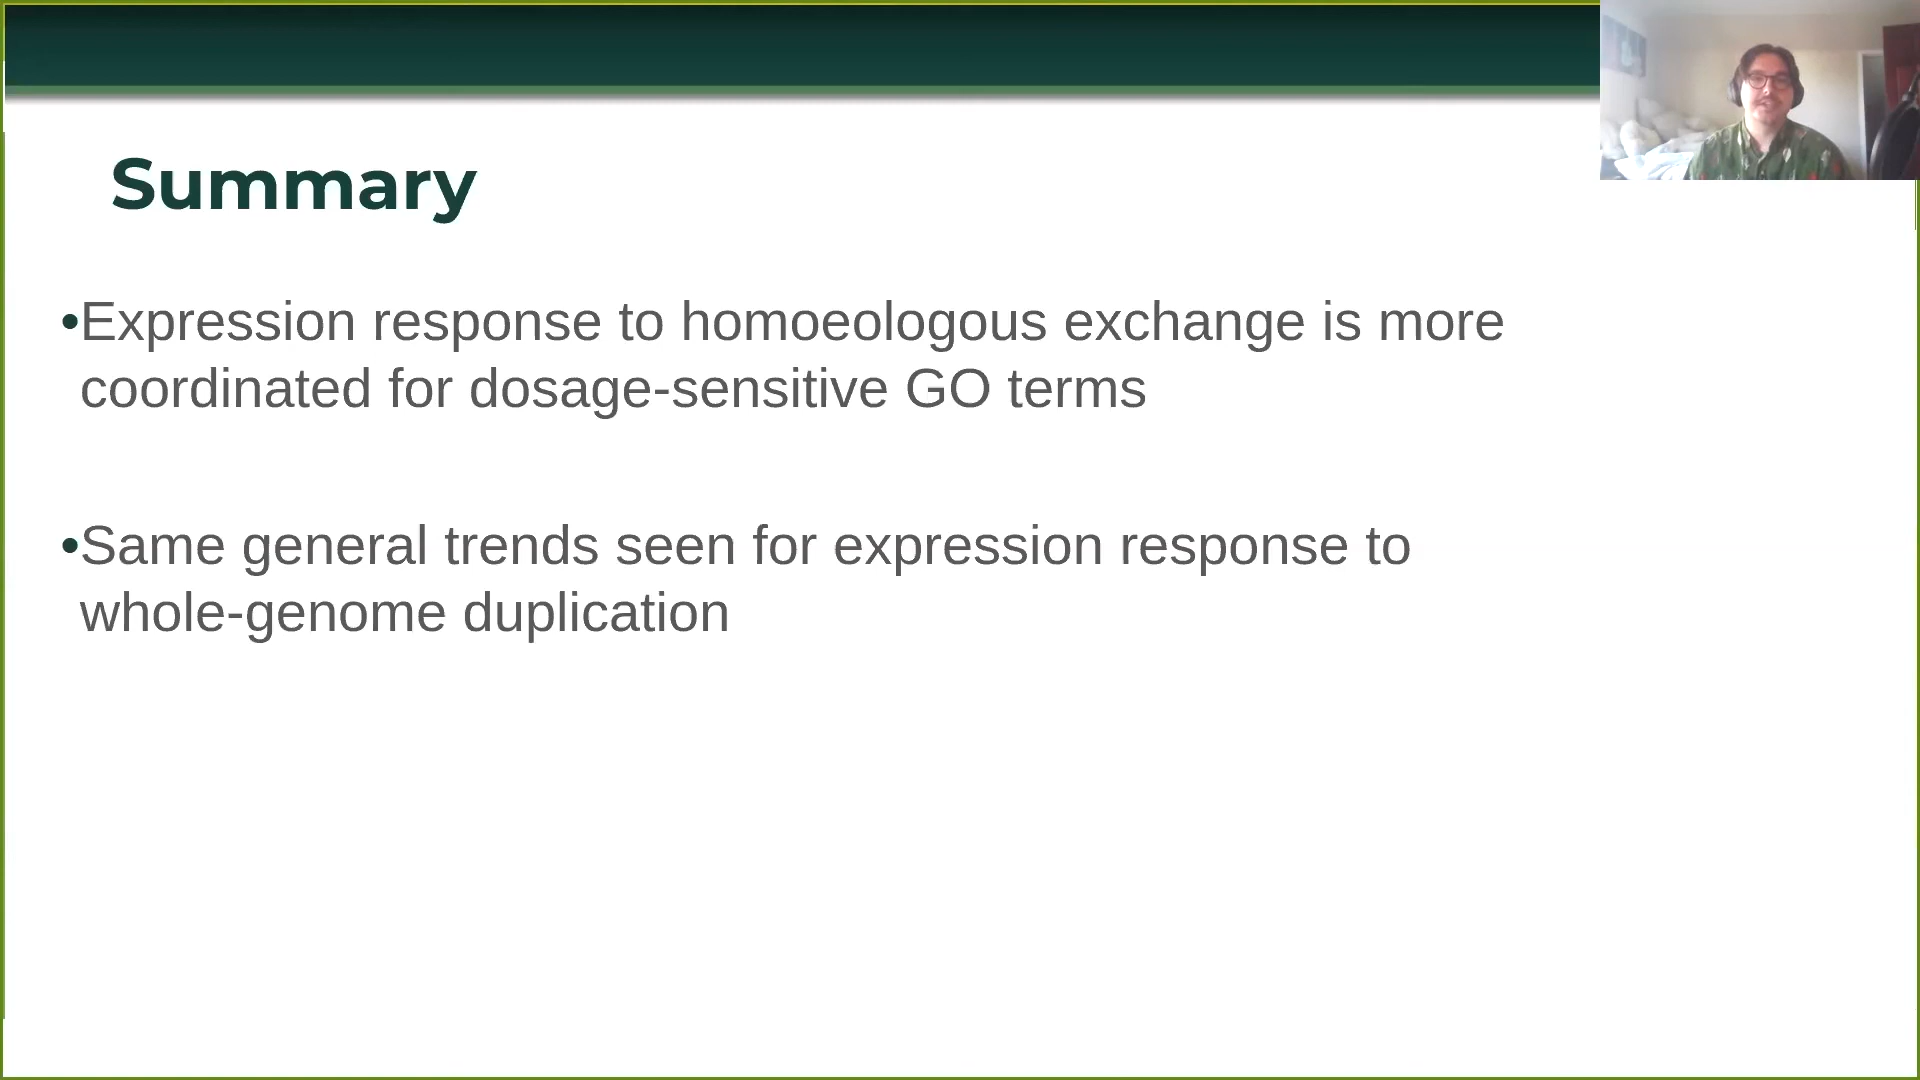 Summary
•Expression response to homoeologous exchange is more
coordinated for dosage-sensitive GO terms
•Same general trends seen for expression response to
whole-genome duplication